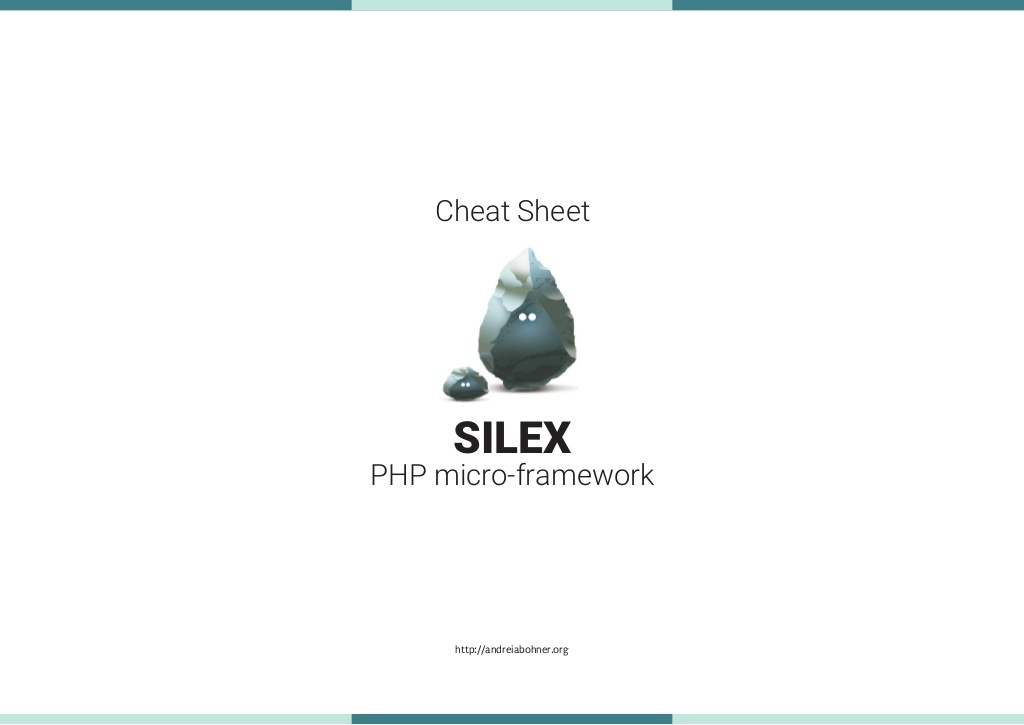 Cheat Sheet
SILEX
PHP micro-framework
http://andreiabohner.org